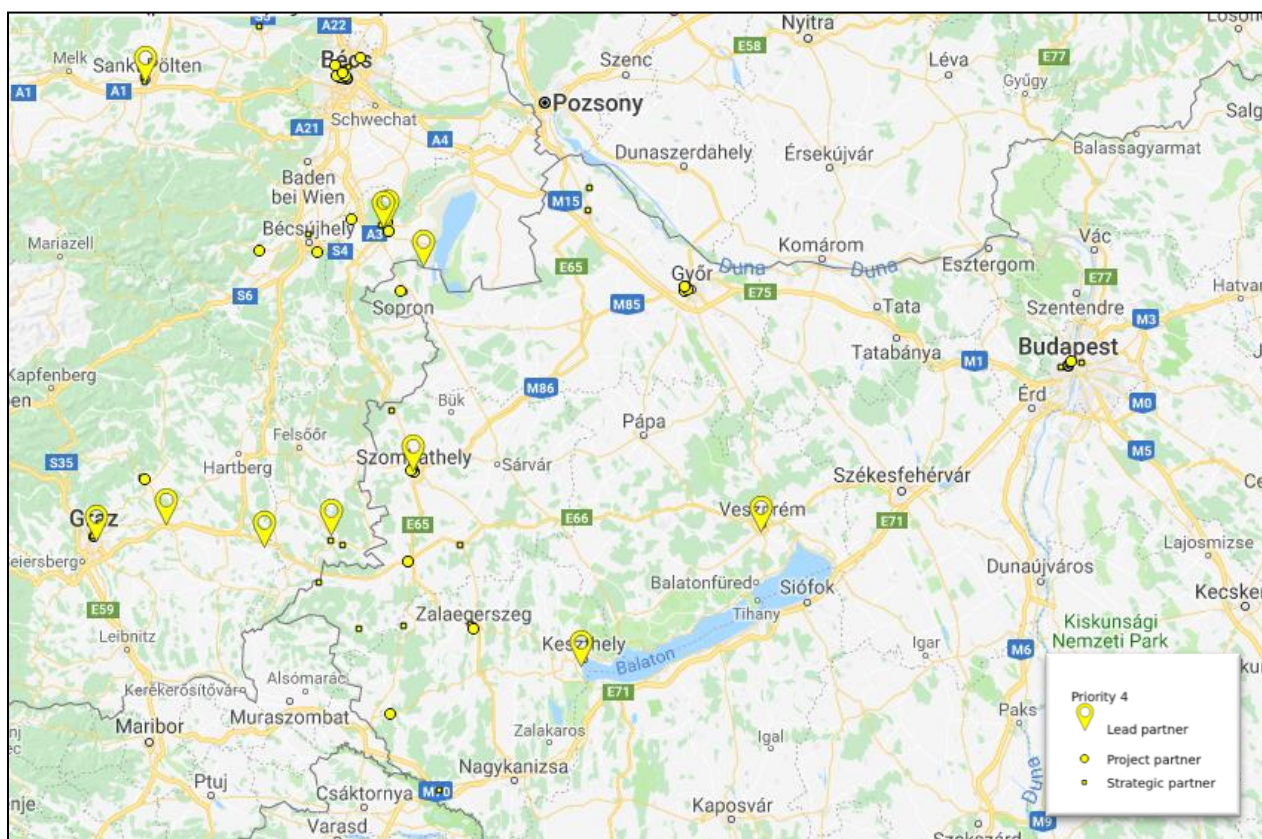 S3
A22
Nyitra
E58
Losonc
Melk
Sankt Pölten
Bécs
Szenc
Léva
E77
A1
A1
Gyűgy
Pozsony
Schwechat
Salg
A21
A4
Dunaszerdahely
Érsekújvár
Balassagyarmat
Baden
bei Wien
M15
Mariazell
Bécsújhely
A3
S4
Komárom
Vác
Duna
Duna
Esztergom
E65
Győr
E77
Sopron
S6
M85
E75
Tata
Szentendre
Hatvan
M3
Tatabánya
M1
Budapest
Kapfenberg
en
M86
Bük
Érd
M0
Pápa
Felsőőr
M5
S35
Hartberg
Szombathely
Sárvár
Székesfehérvár
Ce
Graz
E65
E66
Veszprém
E71
Lajosmizse
eiersberg
Balatonfüred
Siófok
Dunaújváros
Kecskem
E59
Zalaegerszeg
Tihany
Leibnitz
Keszthely
Igar
Kiskunsági
Nemzeti Park
Balaton
M6
Alsómarác
Kerékerősítővár
E71
Muraszombat
Paks
Maribor
Zalakaros
Igal
Nagykanizsa
Ptuj
Csáktornya
M70
Kaposvár
Duna
M9
Varasd
Szekszárd
Priority 4
Lead partner
Project partner
Strategic partner